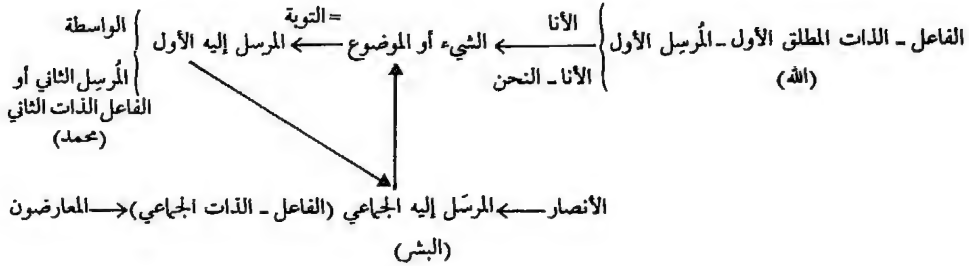 الفاعل ـ الذات المطلق الأول ـ المُرسِل الأول
(الله)
الأنا
الأنا ـ النحن
الشيء أو الموضوع
= التوبة
المرسل إليه الأول
الواسطة
المُرسِل الثاني أو
الفاعل الذات الثاني
(محمد)
الأنصار ← المرسَل إليه الجماعي (الفاعل ـ الذات الجماعي) → المعارضون
(البشر)